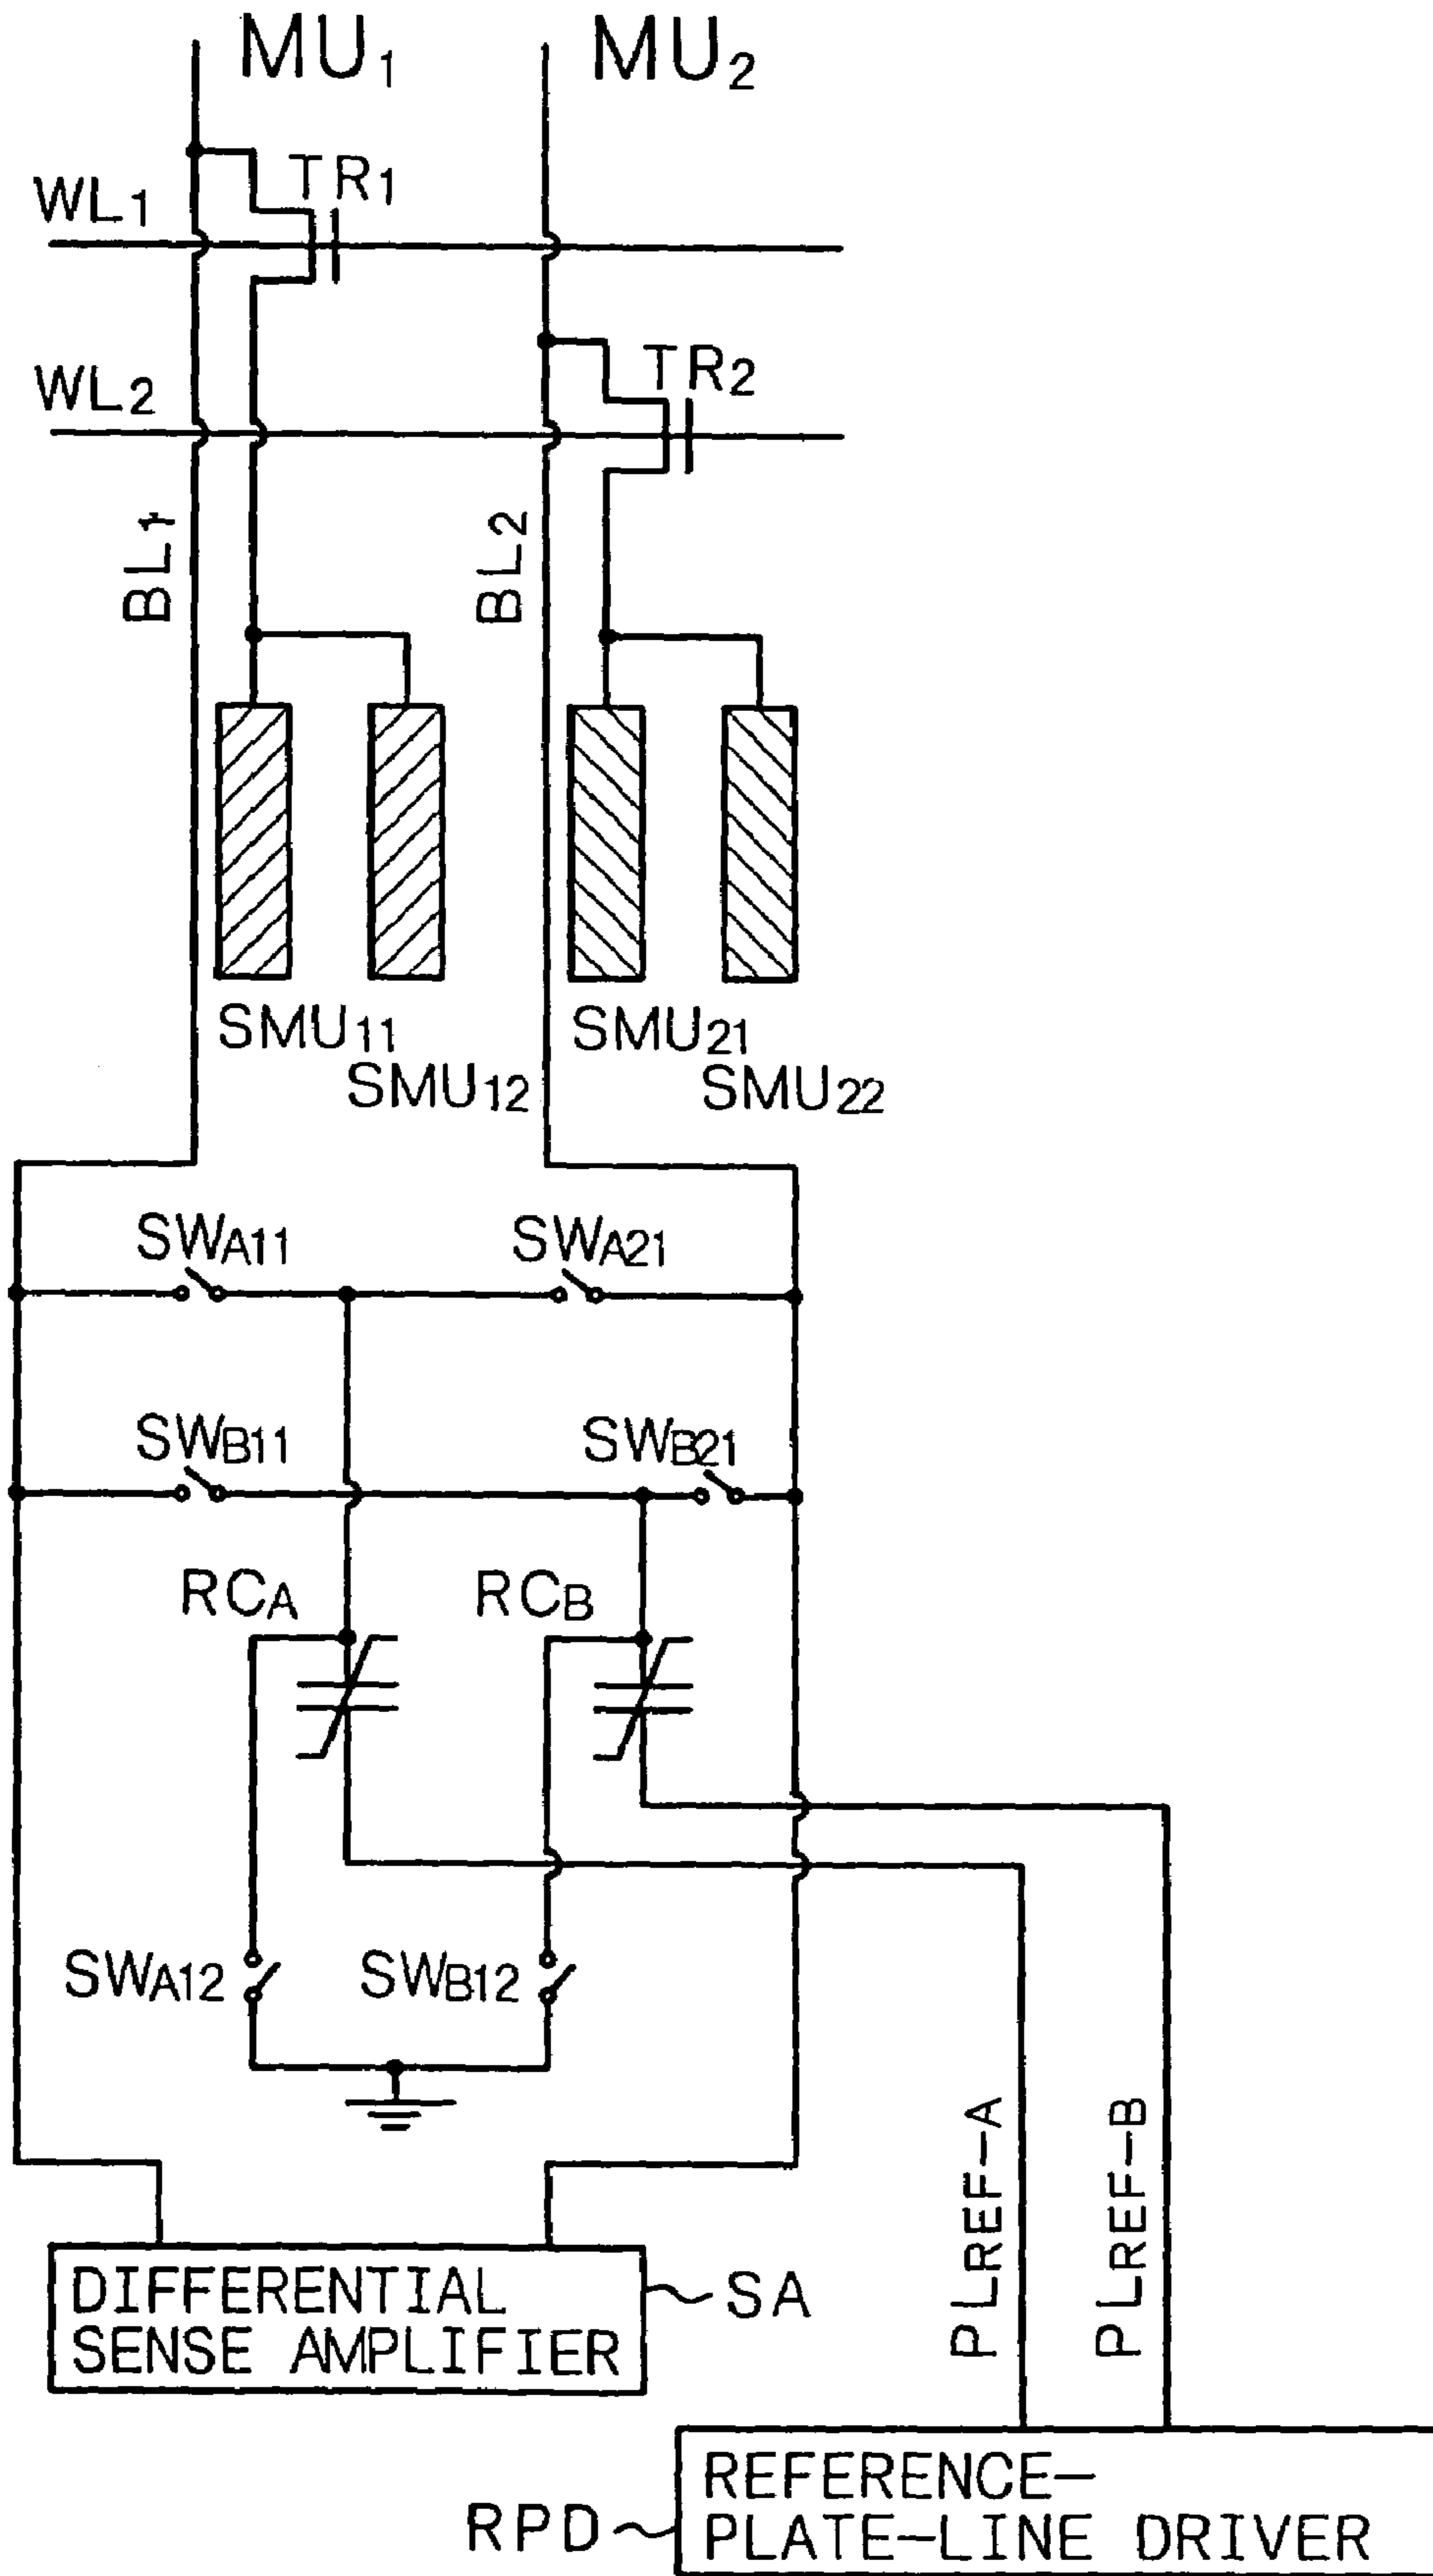 MU1 MU2
TR1
WL1
TR2
WL2
BL1
BL2
SMU11 SMU21
SMU12 SMU22
SWA11 SWA21
SWB11 SWB21
RCA RCB
SWA12 SWB12
PLREF-A
PLREF-B
DIFFERENTIAL
SENSE AMPLIFIER
SA
REFERENCE-
PLATE-LINE DRIVER
RPD